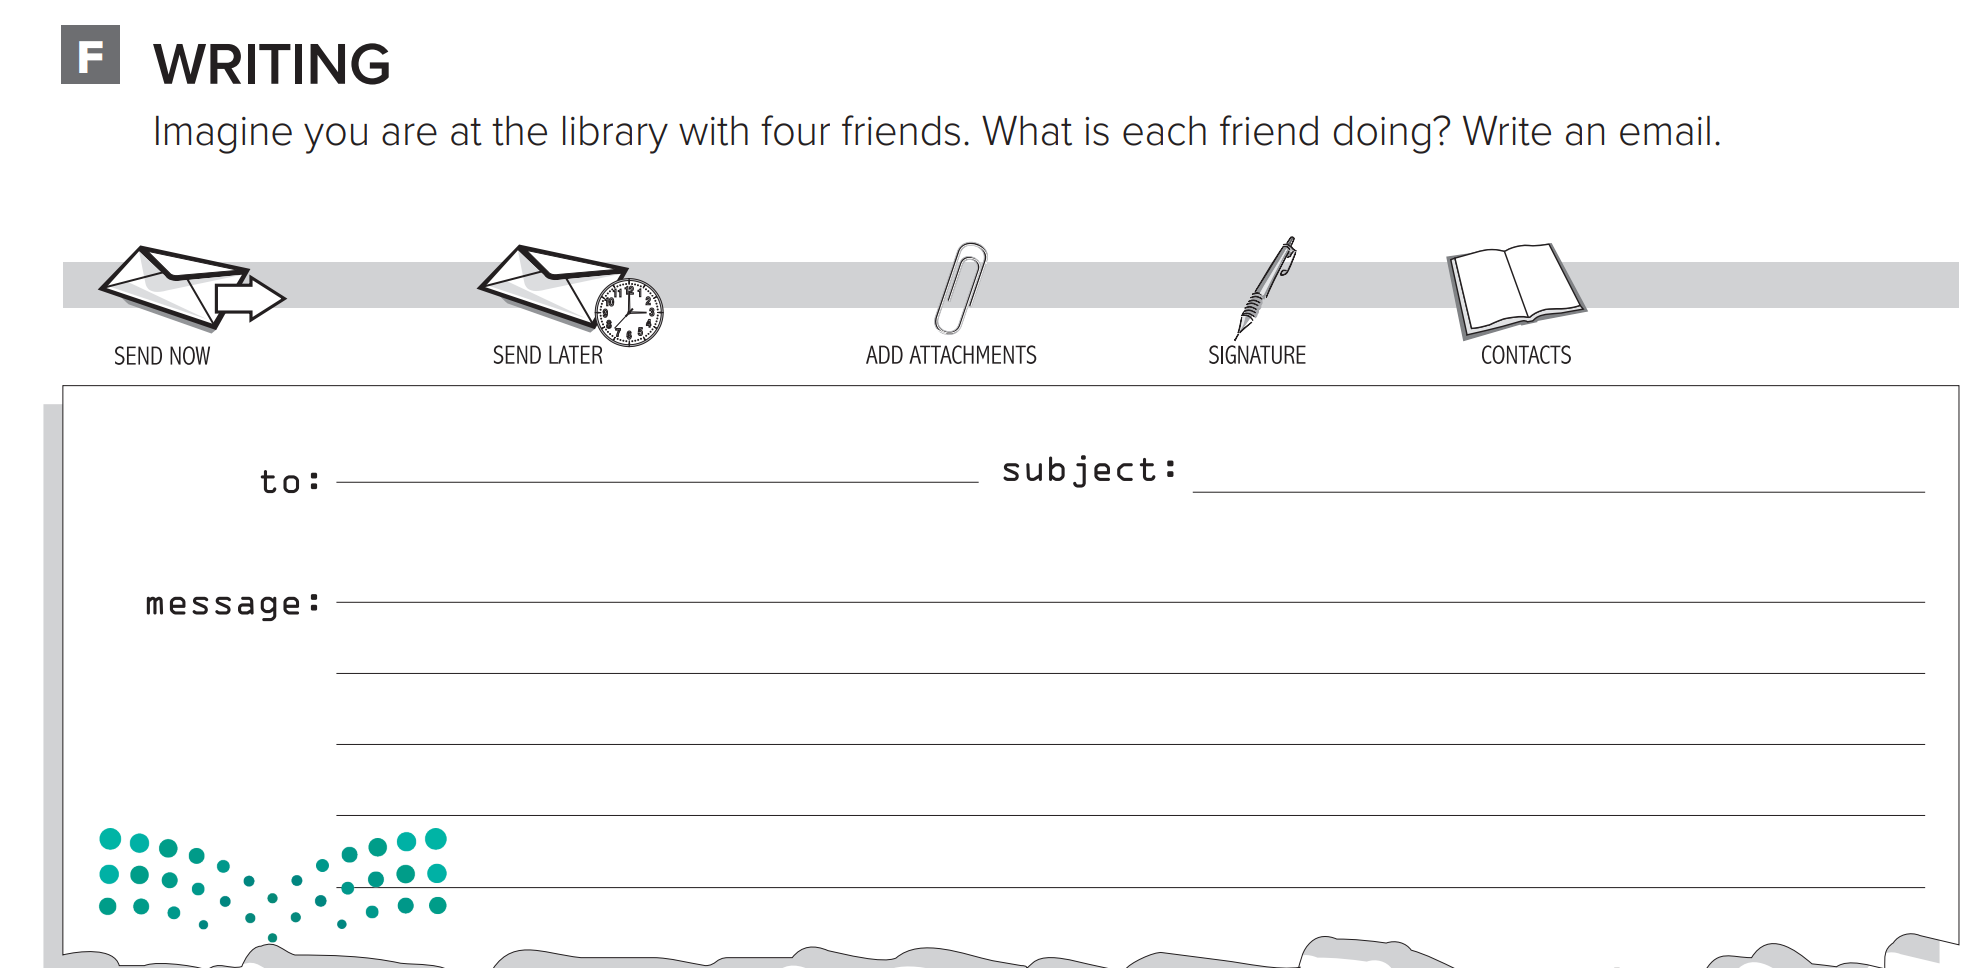 F WRITING
Imagine you are at the library with four friends. What is each friend doing? Write an email.
SEND NOW SEND LATER ADD ATTACHMENTS SIGNATURE CONTACTS
to: subject:
message: